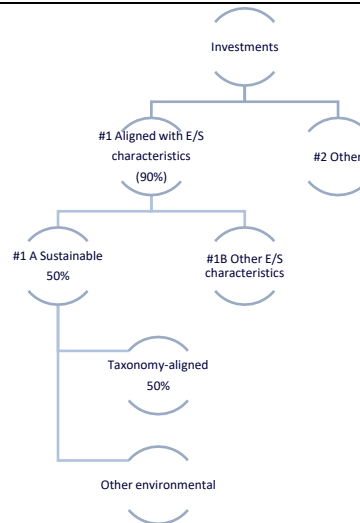 Investments
#1 Aligned with E/S
characteristics
(90%)
#2 Other
#1 A Sustainable
50%
#1B Other E/S
characteristics
Taxonomy-aligned
50%
Other environmental